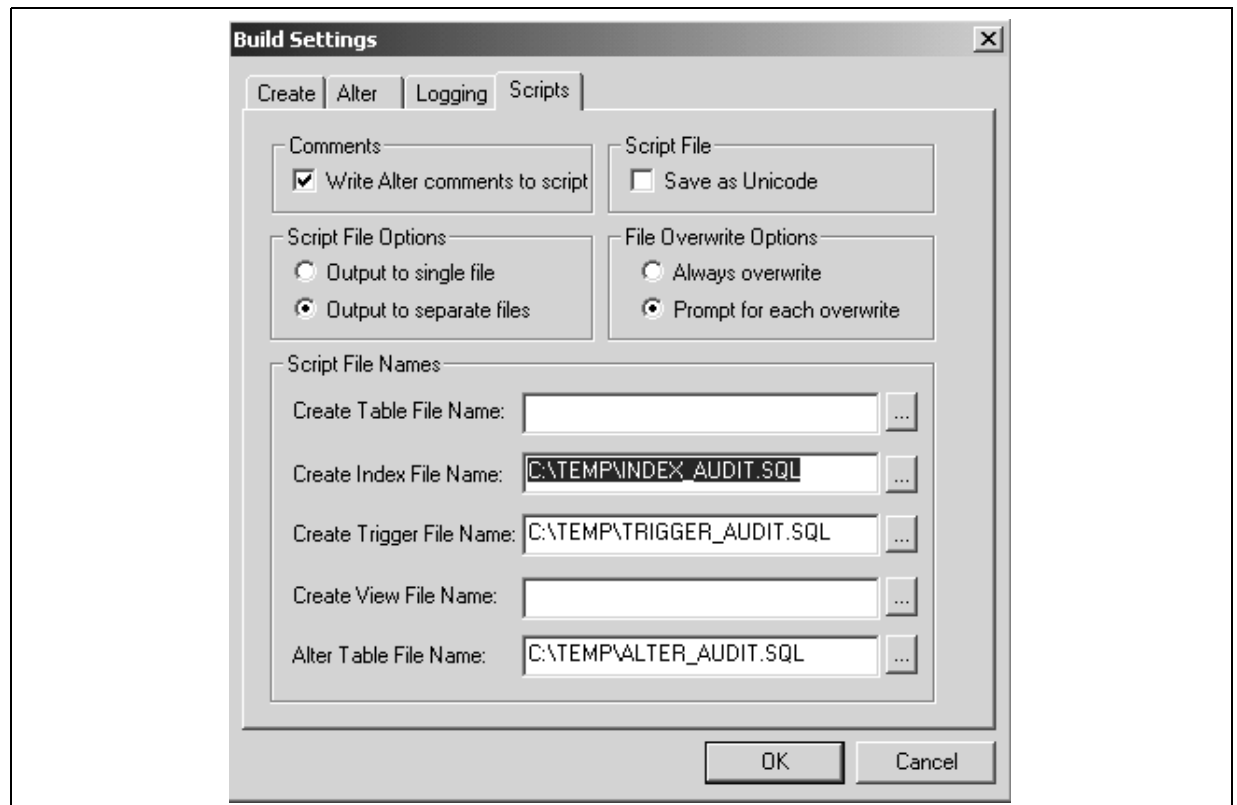 Build Settings
Create Alter Logging Scripts
Comments
Write Alter comments to script
Script File
Save as Unicode
Script File Options
Output to single file
Output to separate files
File Overwrite Options
Always overwrite
Prompt for each overwrite
Script File Names
Create Table File Name:
...
Create Index File Name: C:\TEMP\INDEX_AUDIT.SQL ...
Create Trigger File Name: C:\TEMP\TRIGGER_AUDIT.SQL ...
Create View File Name:
...
Alter Table File Name: C:\TEMP\ALTER_AUDIT.SQL ...
OK Cancel